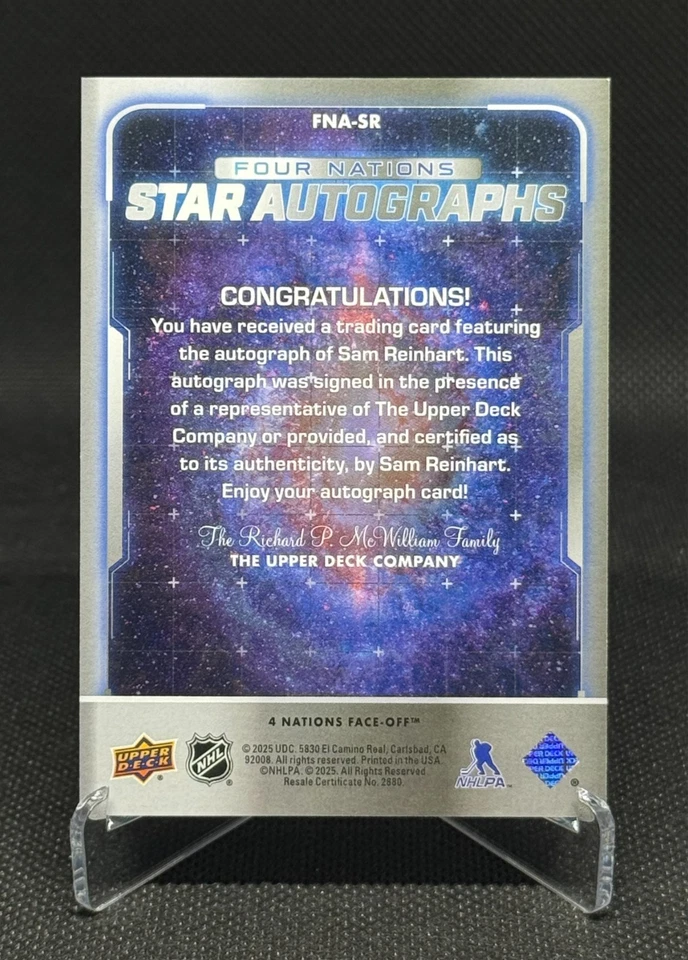 FNA-SR
FOUR NATIONS
STAR AUTOGRAPHS
CONGRATULATIONS!
You have received a trading card featuring
the autograph of Sam Reinhart. This
autograph was signed in the presence
of a representative of The Upper Deck
Company or provided, and certified as
to its authenticity, by Sam Reinhart.
Enjoy your autograph card!
The Richard P. McWilliam Family
THE UPPER DECK COMPANY
4 NATIONS FACE-OFF™
UPPER
D·E·C·K
®
NHL
®
© 2025 UDC. 5830 El Camino Real, Carlsbad, CA
92008. All rights reserved. Printed in the USA.
©NHLPA. © 2025. All Rights Reserved
Resale Certificate No. 2680.
NHLPA™
®